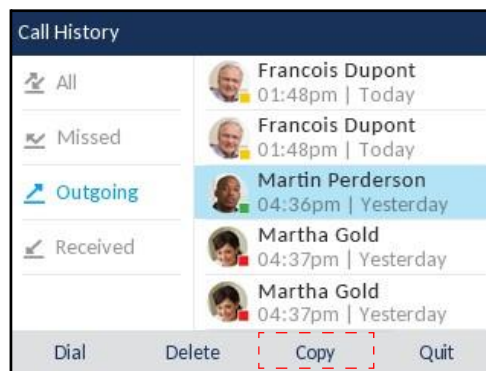 Call History
All
Missed
Outgoing
Received
Francois Dupont
01:48pm | Today
Francois Dupont
01:48pm | Today
Martin Perderson
04:36pm | Yesterday
Martha Gold
04:37pm | Yesterday
Martha Gold
04:37pm | Yesterday
Dial Delete Copy Quit